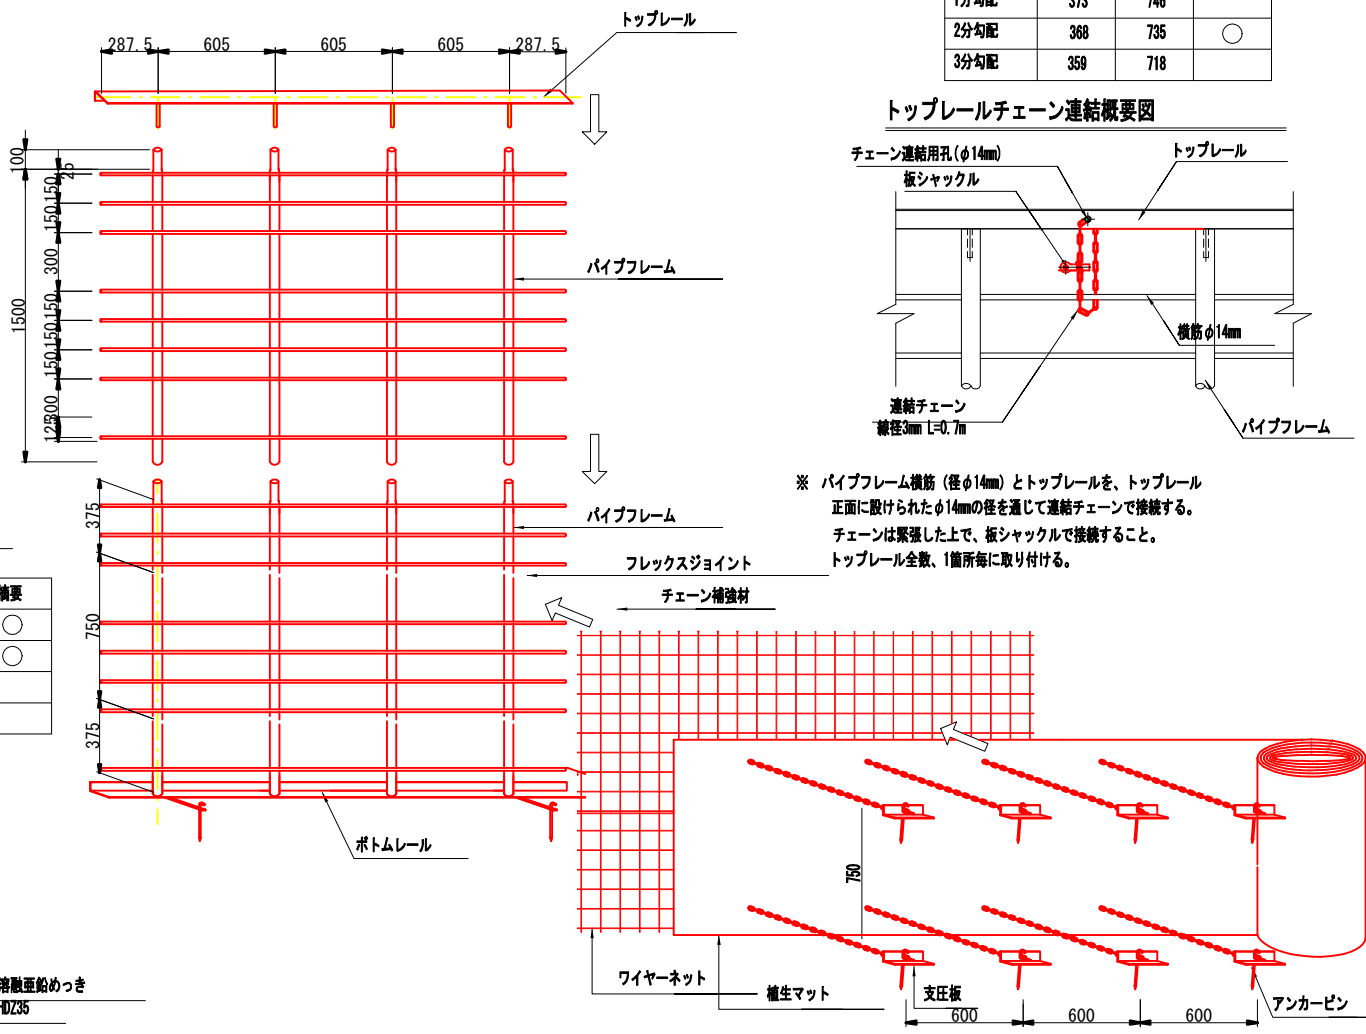 トップレール
287.5 605 605 605 287.5
1分勾配 373 746
2分勾配 368 735 ○
3分勾配 359 718
トップレールチェーン連結概要図
チェーン連結用孔(φ14mm)
板シャックル
トップレール
横筋φ14mm
連結チェーン
線径3mm L=0.7m
パイプフレーム
100
25
150
150
300
150
150
150
300
125
1500
パイプフレーム
※ パイプフレーム横筋（径φ14mm）とトップレールを、トップレール
正面に設けられたφ14mmの径を通じて連結チェーンで接続する。
チェーンは緊張した上で、板シャックルで接続すること。
トップレール全数、1箇所毎に取り付ける。
375
750
375
パイプフレーム
フレックスジョイント
チェーン補強材
摘要
○
○
ボトムレール
750
ワイヤーネット
植生マット
支圧板
アンカーピン
600 600 600
溶融亜鉛めっき
HDZ35